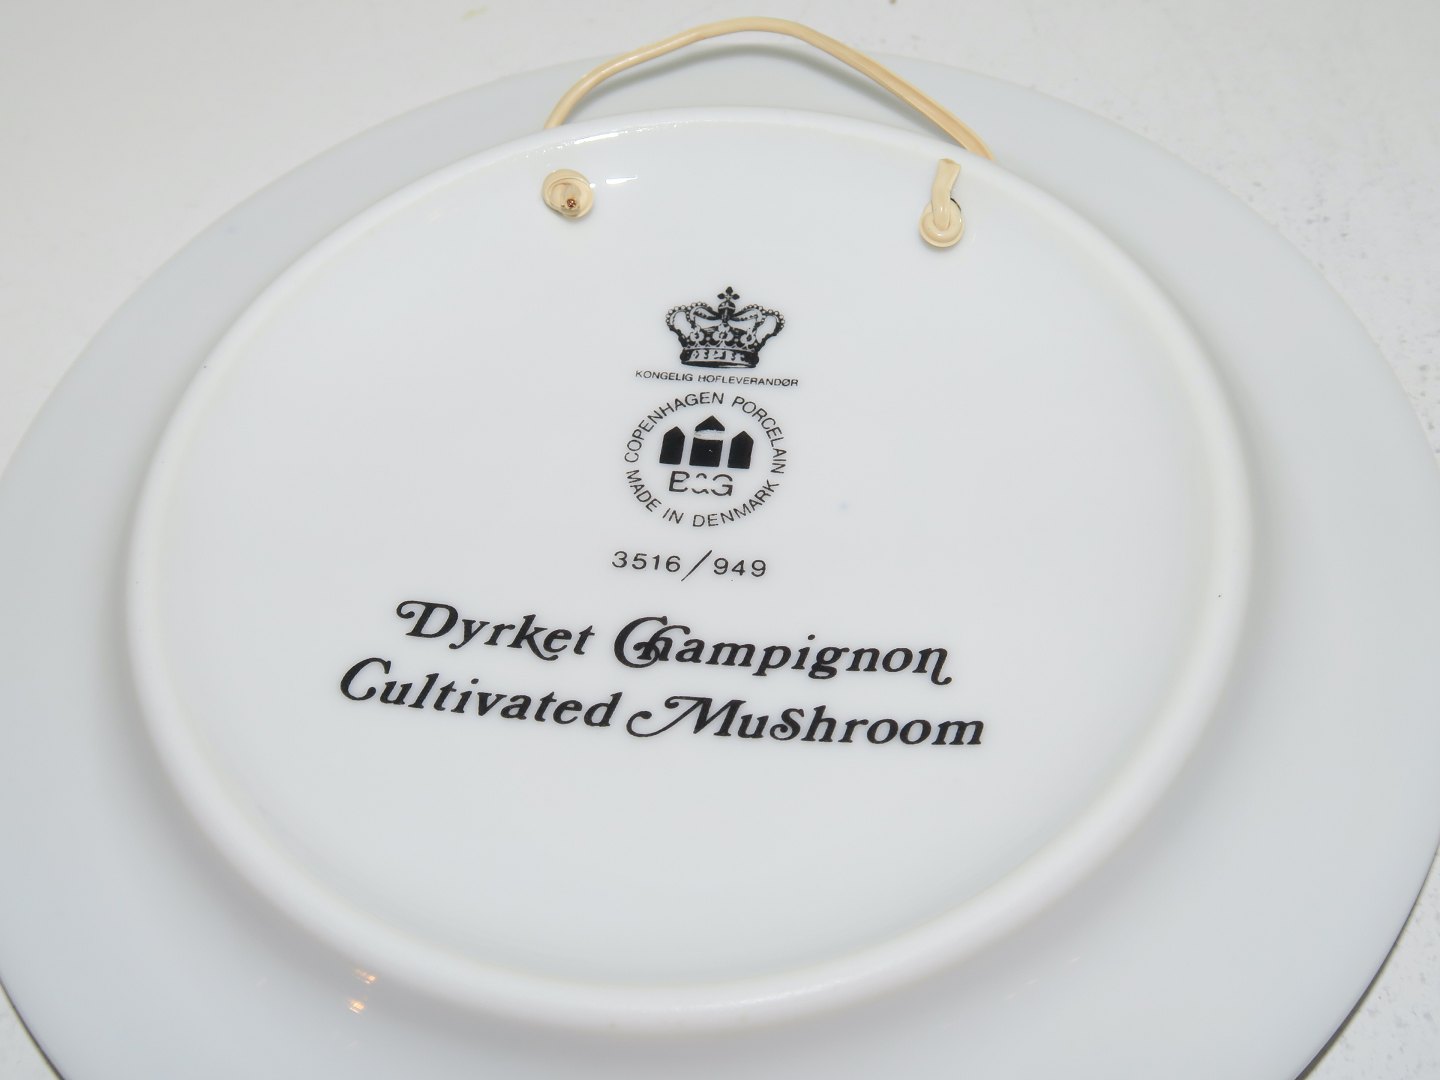 KONGELIG HOFLEVERANDØR
COPENHAGEN PORCELAIN
B&G
MADE IN DENMARK
3516/949
Dyrket Champignon
Cultivated Mushroom